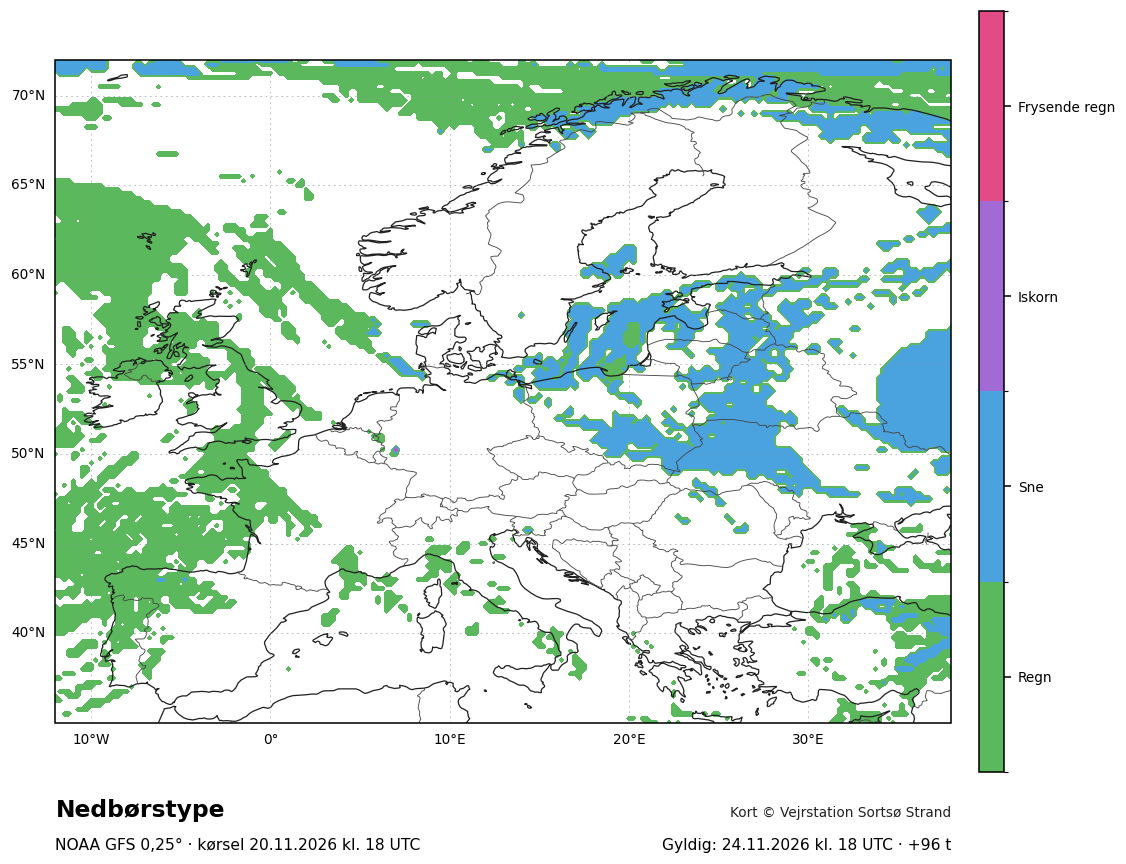 Frysende regn
Iskorn
Sne
Regn
70°N
65°N
60°N
55°N
50°N
45°N
40°N
10°W
0°
10°E
20°E
30°E
Nedbørstype
Kort © Vejrstation Sortsø Strand
NOAA GFS 0,25° · kørsel 20.11.2026 kl. 18 UTC
Gyldig: 24.11.2026 kl. 18 UTC · +96 t